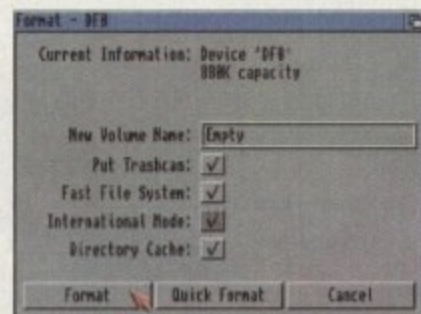 Format - DF0
Current Information: Device 'DF0'
880K capacity
New Volume Name: Empty
Put Trashcan:
Fast File System:
International Mode:
Directory Cache:
Format Quick Format Cancel